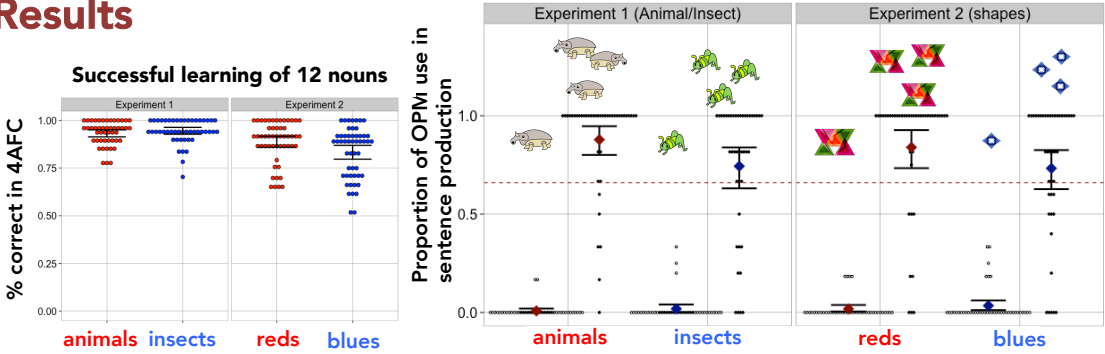 Results
Successful learning of 12 nouns
Experiment 1
Experiment 2
% correct in 4AFC
1.00
0.75
0.50
0.25
0.00
animals
insects
reds
blues
Proportion of OPM use in
sentence production
Experiment 1 (Animal/Insect)
Experiment 2 (shapes)
1.0
0.5
0.0
animals
insects
reds
blues